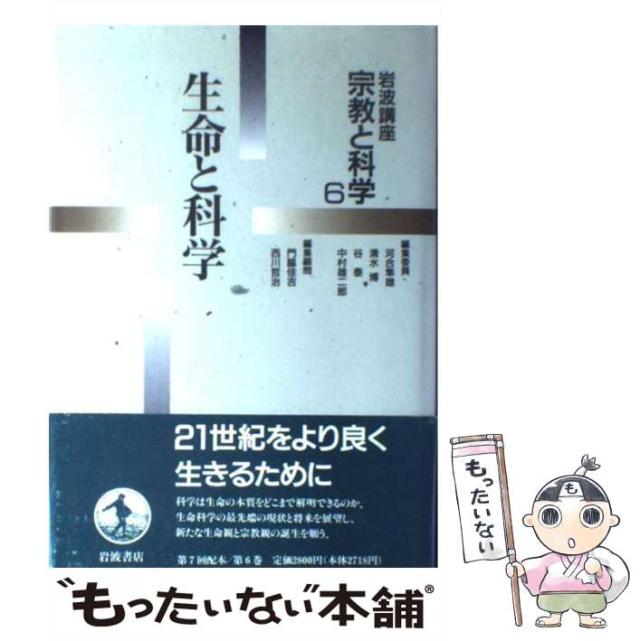 岩波講座
宗教と科学
6
生命と科学
編集委員
河合隼雄
清水 博
谷 泰
中村雄二郎
編集顧問
門脇佳吉
西川哲治
21世紀をより良く
生きるために
科学は生命の本質をどこまで解明できるのか。
生命科学の最先端の現状と将来を展望し、
新たな生命観と宗教観の誕生を願う。
岩波書店
第7回配本/第6巻 定価2800円(本体2718円)
"もったいない本舗®
もったいない
も